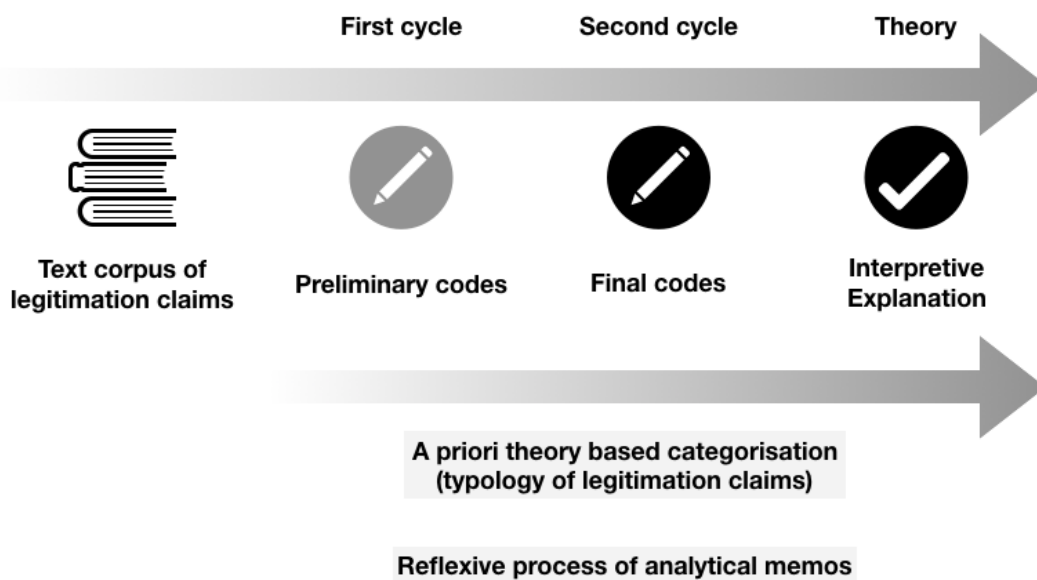 First cycle
Second cycle
Theory
Text corpus of
legitimation claims
Preliminary codes
Final codes
Interpretive
Explanation
A priori theory based categorisation
(typology of legitimation claims)
Reflexive process of analytical memos